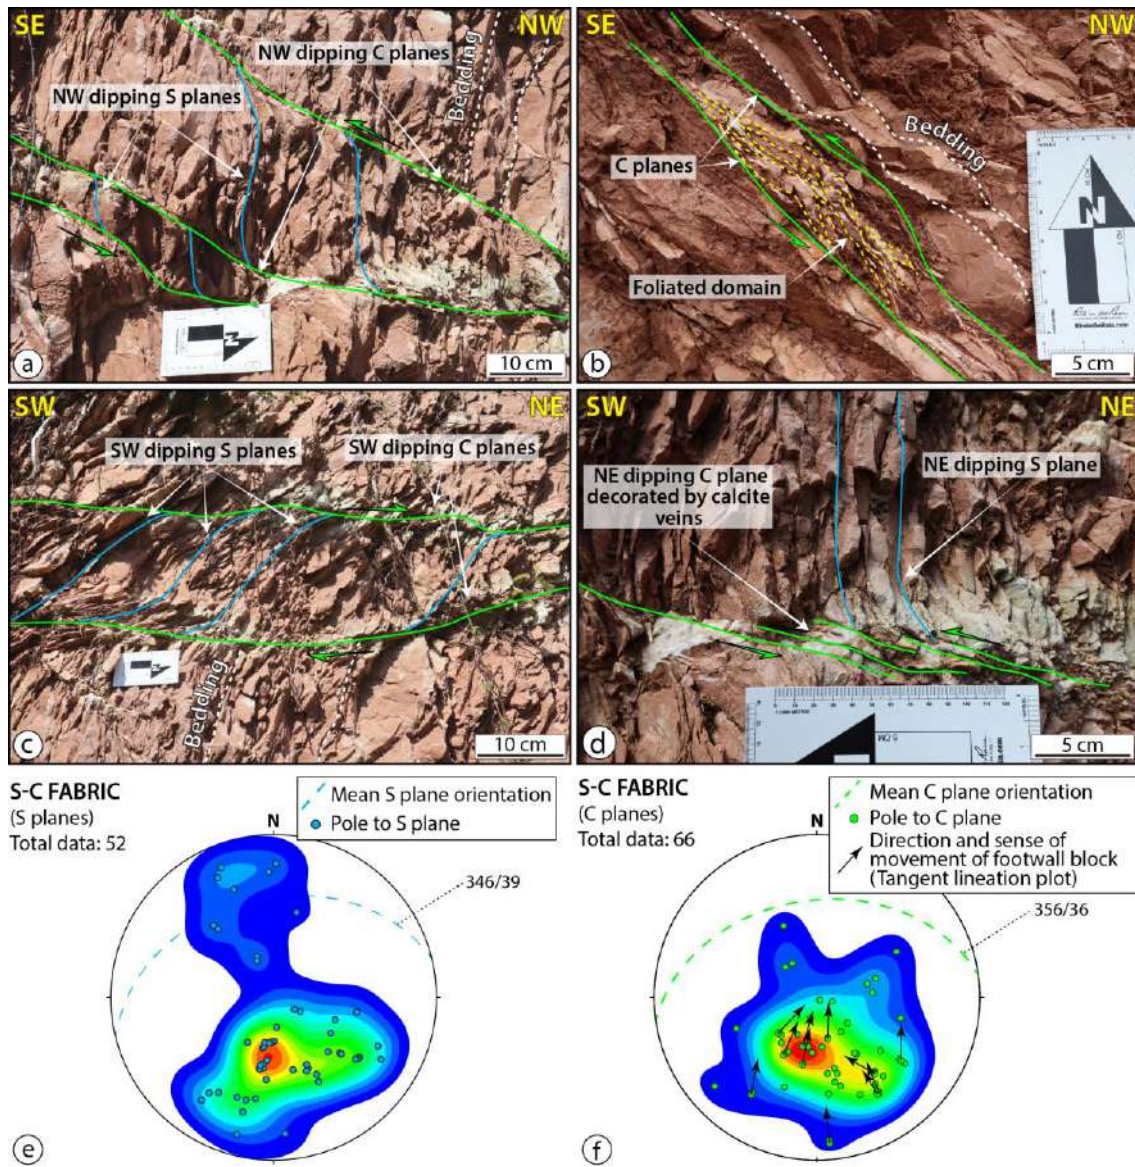 SE
NW
NW dipping C planes
NW dipping S planes
Bedding
N
a
10 cm
SE
NW
Bedding
C planes
Foliated domain
N
b
5 cm
SW
NE
SW dipping S planes
SW dipping C planes
Bedding
c
10 cm
SW
NE
NE dipping C plane
decorated by calcite
veins
NE dipping S plane
5 CM
d
5 cm
S-C FABRIC
(S planes)
Total data: 52
Mean S plane orientation
Pole to S plane
N
346/39
e
S-C FABRIC
(C planes)
Total data: 66
Mean C plane orientation
Pole to C plane
Direction and sense of
movement of footwall block
(Tangent lineation plot)
N
356/36
f